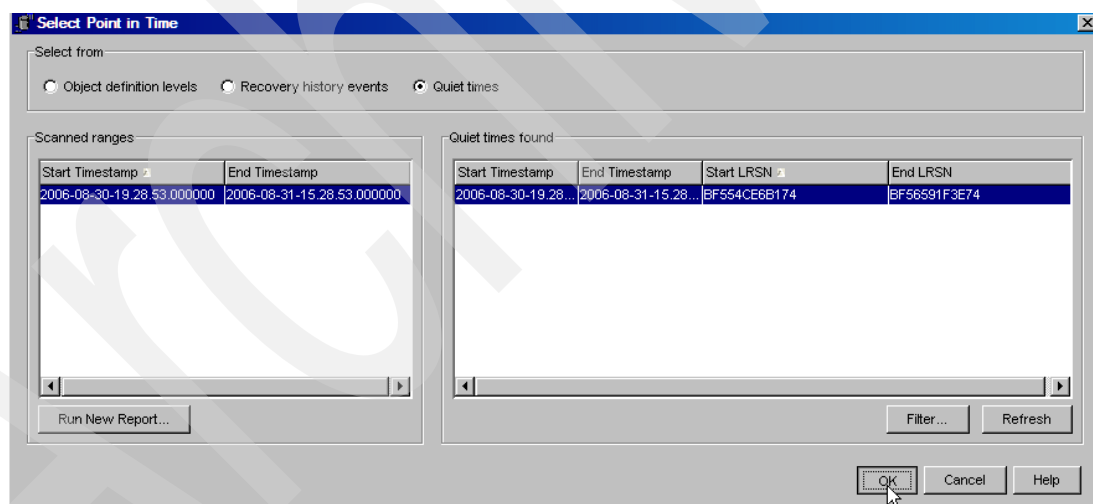 Select Point in Time
Select from
Object definition levels Recovery history events Quiet times
Scanned ranges
Start Timestamp End Timestamp
2006-08-30-19.28.53.000000 2006-08-31-15.28.53.000000
Run New Report...
Quiet times found
Start Timestamp End Timestamp Start LRSN End LRSN
2006-08-30-19.28... 2006-08-31-15.28... BF554CE6B174 BF56591F3E74
Filter... Refresh
OK Cancel Help